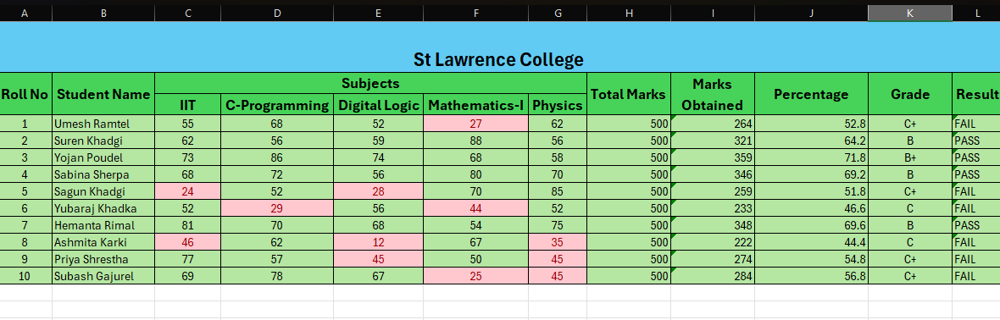 A B C D E F G H I J K L
St Lawrence College
Roll No Student Name Subjects Total Marks Marks Obtained Percentage Grade Result
IIT C-Programming Digital Logic Mathematics-I Physics
1 Umesh Ramtel 55 68 52 27 62 500 264 52.8 C+ FAIL
2 Suren Khadgi 62 56 59 88 56 500 321 64.2 B PASS
3 Yojan Poudel 73 86 74 68 58 500 359 71.8 B+ PASS
4 Sabina Sherpa 68 72 56 80 70 500 346 69.2 B PASS
5 Sagun Khadgi 24 52 28 70 85 500 259 51.8 C+ FAIL
6 Yubaraj Khadka 52 29 56 44 52 500 233 46.6 C FAIL
7 Hemanta Rimal 81 70 68 54 75 500 348 69.6 B PASS
8 Ashmita Karki 46 62 12 67 35 500 222 44.4 C FAIL
9 Priya Shrestha 77 57 45 50 45 500 274 54.8 C+ FAIL
10 Subash Gajurel 69 78 67 25 45 500 284 56.8 C+ FAIL